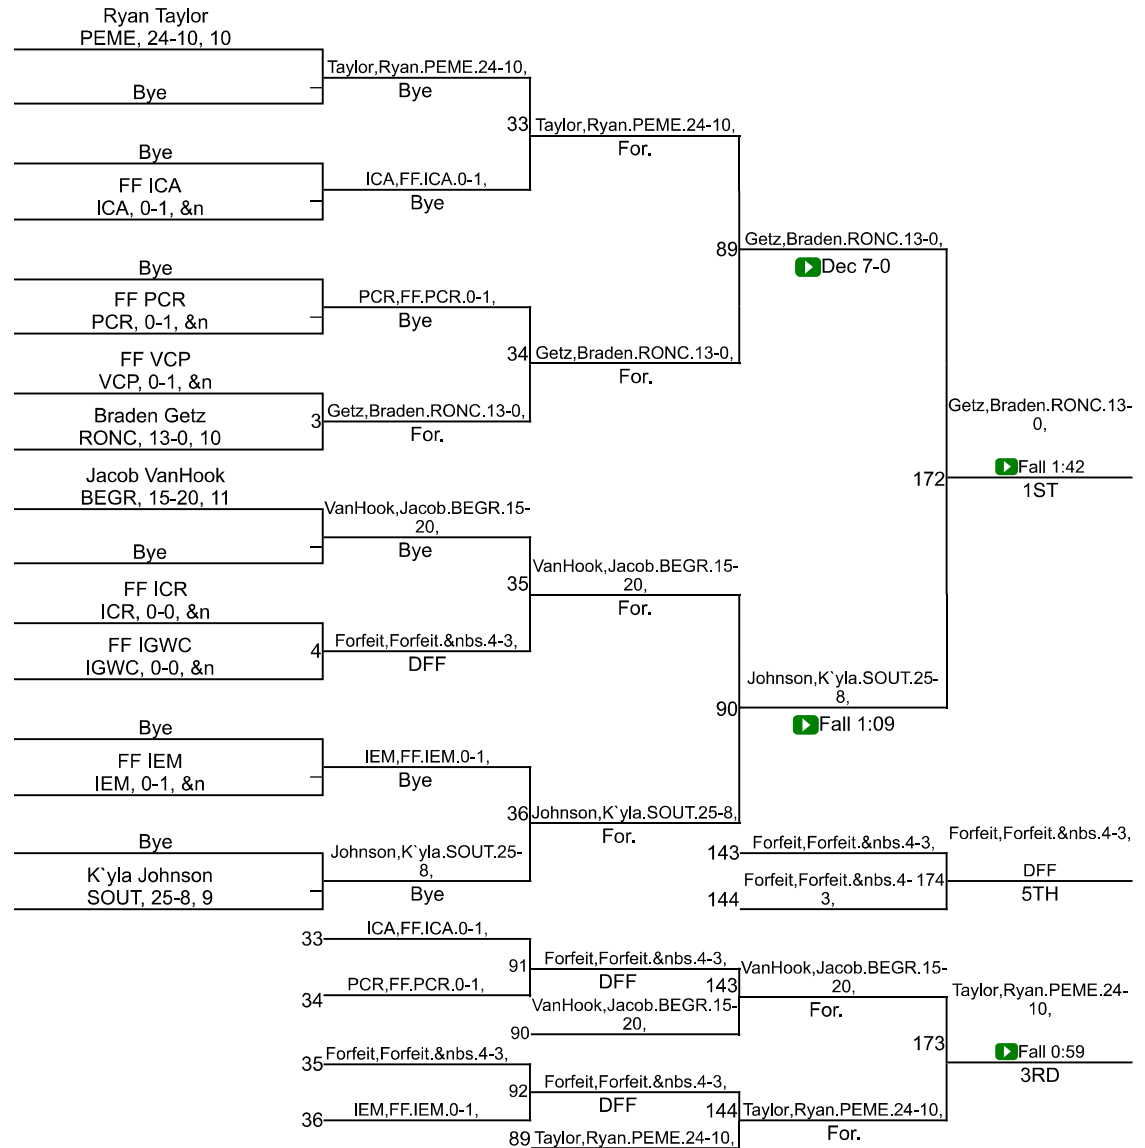 Ryan Taylor
PEME, 24-10, 10
Bye
Taylor,Ryan.PEME.24-10,
Bye
33
Taylor,Ryan.PEME.24-10,
For.
Bye
FF ICA
ICA, 0-1, &n
ICA,FF.ICA.0-1,
Bye
89
Getz,Braden.RONC.13-0,
Dec 7-0
Bye
FF PCR
PCR, 0-1, &n
PCR,FF.PCR.0-1,
Bye
34
Getz,Braden.RONC.13-0,
For.
FF VCP
VCP, 0-1, &n
Braden Getz
RONC, 13-0, 10
3
Getz,Braden.RONC.13-0,
For.
Getz,Braden.RONC.13-
0,
172
Fall 1:42
1ST
Jacob VanHook
BEGR, 15-20, 11
Bye
VanHook,Jacob.BEGR.15-
20,
Bye
35
VanHook,Jacob.BEGR.15-
20,
For.
FF ICR
ICR, 0-0, &n
FF IGWC
IGWC, 0-0, &n
4
Forfeit,Forfeit.&nbs.4-3,
DFF
90
Johnson,K`yla.SOUT.25-
8,
Fall 1:09
Bye
FF IEM
IEM, 0-1, &n
IEM,FF.IEM.0-1,
Bye
36
Johnson,K`yla.SOUT.25-8,
For.
Bye
K`yla Johnson
SOUT, 25-8, 9
Johnson,K`yla.SOUT.25-
8,
Bye
143
Forfeit,Forfeit.&nbs.4-3,
144
Forfeit,Forfeit.&nbs.4-
3,
174
Forfeit,Forfeit.&nbs.4-3,
DFF
5TH
33
ICA,FF.ICA.0-1,
34
PCR,FF.PCR.0-1,
91
Forfeit,Forfeit.&nbs.4-3,
DFF
90
VanHook,Jacob.BEGR.15-
20,
143
VanHook,Jacob.BEGR.15-
20,
For.
35
Forfeit,Forfeit.&nbs.4-3,
36
IEM,FF.IEM.0-1,
92
Forfeit,Forfeit.&nbs.4-3,
DFF
89
Taylor,Ryan.PEME.24-10,
144
Taylor,Ryan.PEME.24-10,
For.
173
Taylor,Ryan.PEME.24-
10,
Fall 0:59
3RD